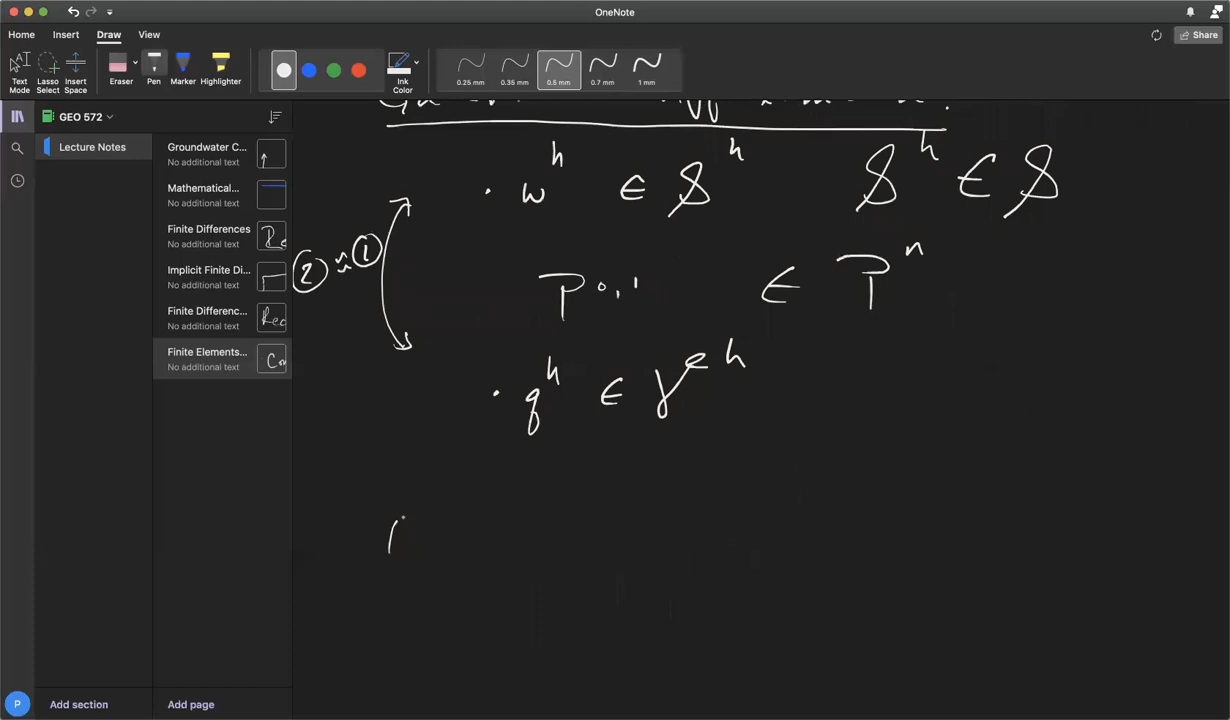 OneNote
Home Insert Draw View
Share
Text Mode
Lasso Select
Insert Space
Eraser
Pen
Marker
Highlighter
Ink Color
0.25 mm
0.35 mm
0.5 mm
0.7 mm
1 mm
GEO 572
Lecture Notes
Groundwater C...
No additional text
Mathematical...
No additional text
Finite Differences
No additional text
Implicit Finite Di...
No additional text
Finite Differenc...
No additional text
Finite Elements...
No additional text
· w^h ∈ S^h S^h ∈ S
② ≈ ①
P^0,1 ∈ P^n
· q^h ∈ γ^e h
P Add section Add page